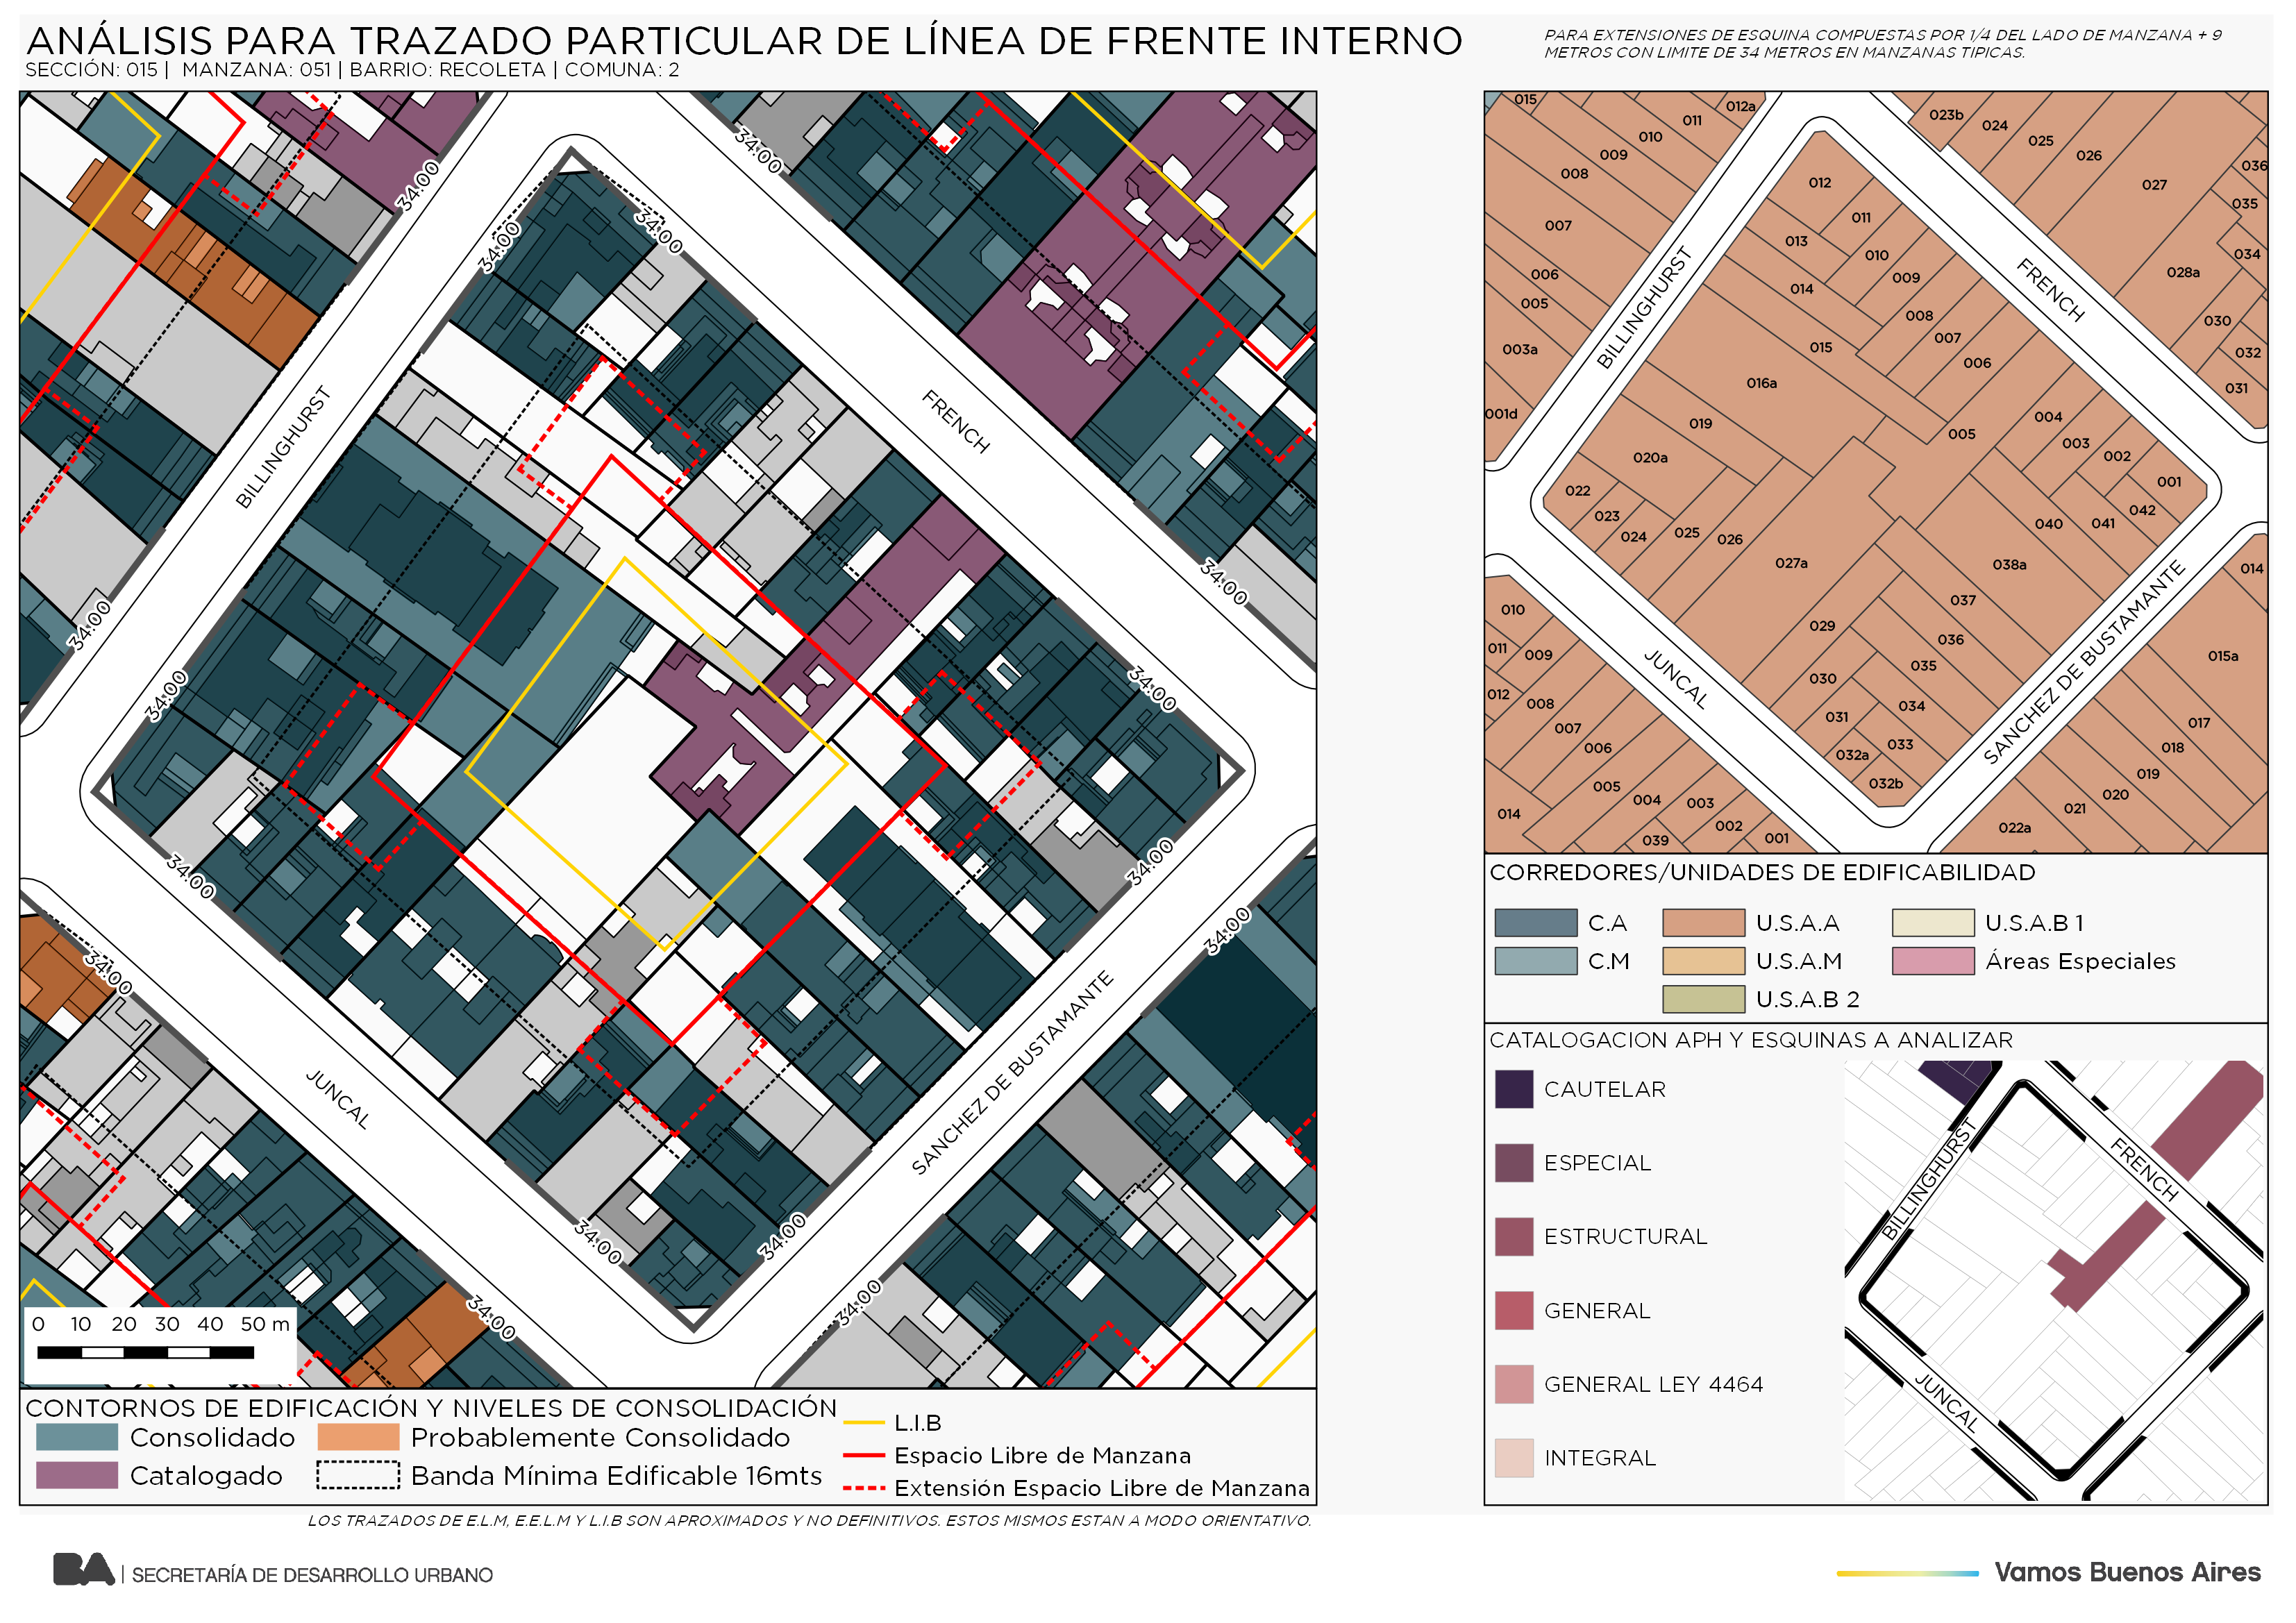 ANÁLISIS PARA TRAZADO PARTICULAR DE LÍNEA DE FRENTE INTERNO
SECCIÓN: 015 | MANZANA: 051 | BARRIO: RECOLETA | COMUNA: 2
PARA EXTENSIONES DE ESQUINA COMPUESTAS POR 1/4 DEL LADO DE MANZANA + 9
METROS CON LIMITE DE 34 METROS EN MANZANAS TIPICAS.
34.00
34.00
34.00
34.00
BILLINGHURST
FRENCH
34.00
34.00
34.00
34.00
34.00
34.00
34.00
34.00
JUNCAL
SANCHEZ DE BUSTAMANTE
34.00
34.00
34.00
34.00
0 10 20 30 40 50 m
CONTORNOS DE EDIFICACIÓN Y NIVELES DE CONSOLIDACIÓN
Consolidado
Probablemente Consolidado
Catalogado
Banda Mínima Edificable 16mts
L.I.B
Espacio Libre de Manzana
Extensión Espacio Libre de Manzana
LOS TRAZADOS DE E.L.M, E.E.L.M Y L.I.B SON APROXIMADOS Y NO DEFINITIVOS. ESTOS MISMOS ESTAN A MODO ORIENTATIVO.
015
012a
011
010
009
008
007
006
005
003a
001d
023b
024
025
026
027
036
035
034
028a
030
032
031
BILLINGHURST
FRENCH
012
011
013
010
009
014
008
007
015
006
016a
004
019
005
003
002
020a
001
022
042
023
040
041
024
025
026
027a
038a
037
029
036
035
030
034
031
033
032a
032b
JUNCAL
SANCHEZ DE BUSTAMANTE
010
011
009
012
008
007
006
005
004
003
014
002
039
001
014
015a
017
018
019
020
021
022a
CORREDORES/UNIDADES DE EDIFICABILIDAD
C.A
U.S.A.A
U.S.A.B 1
C.M
U.S.A.M
Áreas Especiales
U.S.A.B 2
CATALOGACION APH Y ESQUINAS A ANALIZAR
CAUTELAR
ESPECIAL
ESTRUCTURAL
GENERAL
GENERAL LEY 4464
INTEGRAL
BILLINGHURST
FRENCH
JUNCAL
BA | SECRETARÍA DE DESARROLLO URBANO
Vamos Buenos Aires